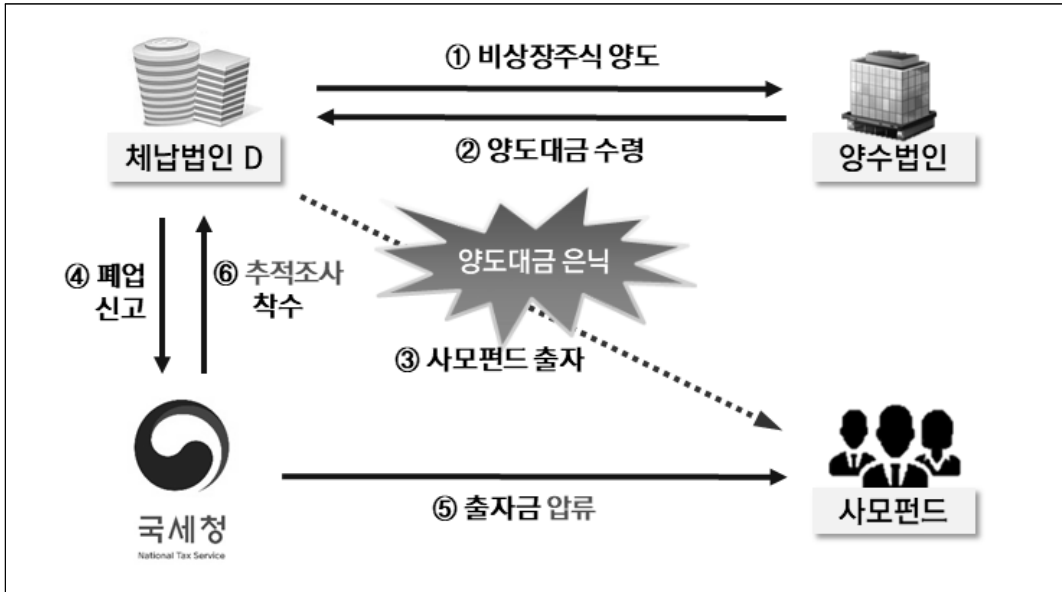 ① 비상장주식 양도
② 양도대금 수령
체납법인 D
양수법인
양도대금 은닉
④ 폐업
신고
⑥ 추적조사
착수
③ 사모펀드 출자
⑤ 출자금 압류
국세청
National Tax Service
사모펀드